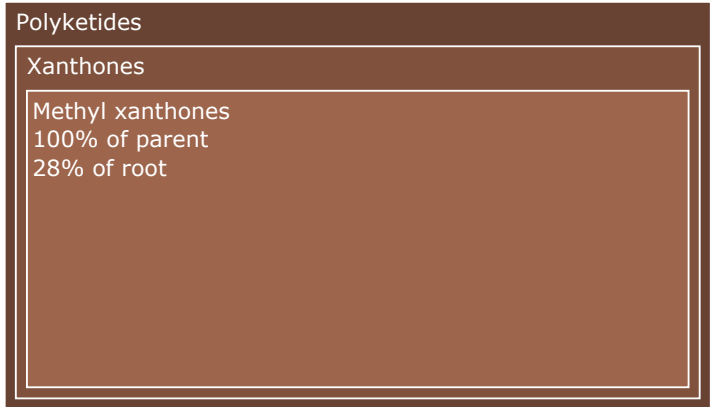 Polyketides
Xanthones
Methyl xanthones
100% of parent
28% of root